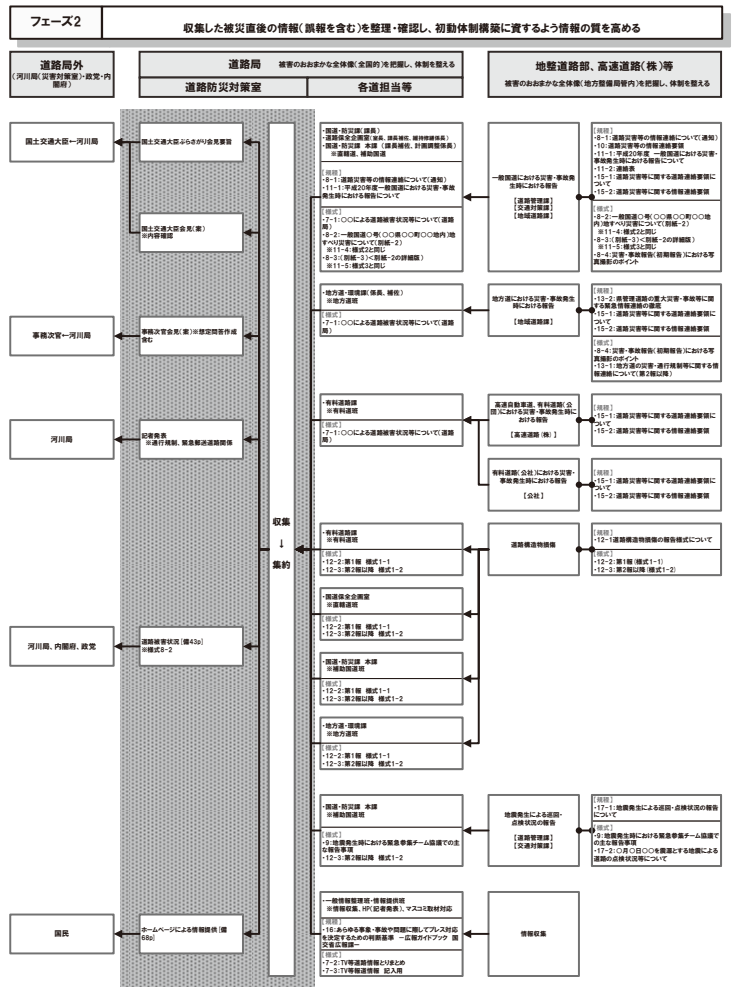 フェーズ2
収集した被災直後の情報(誤報を含む)を整理・確認し、初動体制構築に資するよう情報の質を高める
道路局外
(河川局(災害対策室)・政党・内
閣府)
道路局 被害のおおまかな全体像(全国的)を把握し、体制を整える
道路防災対策室
各道担当等
地整道路部、高速道路(株)等
被害のおおまかな全体像(地方整備局管内)を把握し、体制を整える
国土交通大臣←河川局
事務次官←河川局
河川局
河川局、内閣府、政党
国民
国土交通大臣ぶらさがり会見要旨
国土交通大臣会見(案)
※内容確認
事務次官会見(案)※想定問答作成
含む
記者発表
※通行規制、緊急輸送道路関係
道路被害状況[備43p]
※様式8-2
ホームページによる情報提供[備
68p]
収集
↓
集約
・国道・防災課(課長)
・道路保全企画室(室長、課長補佐、維持修繕係長)
・国道・防災課 本課 (課長補佐、計画調整係長)
※直轄道、補助国道
[規程]
・8-1:道路災害等の情報連絡について(通知)
・11-1:平成20年度一般国道における災害・事故
発生時における報告について
[様式]
・7-1:○○による道路被害状況等について(道路
局)
・8-2:一般国道○号(○○県○○町○○地内)地
すべり災害について(別紙-2)
※11-4:様式2と同じ
・8-3:(別紙-3)<別紙-2の詳細版)
※11-5:様式3と同じ
・地方道・環境課(係長、補佐)
※地方道班
[様式]
・7-1:○○による道路被害状況等について(道路
局)
・有料道路課
※有料道班
[様式]
・7-1:○○による道路被害状況等について(道路
局)
・有料道路課
※有料道班
[様式]
・12-2:第1報 様式1-1
・12-3:第2報以降 様式1-2
・国道保全企画室
※直轄道班
[様式]
・12-2:第1報 様式1-1
・12-3:第2報以降 様式1-2
・国道・防災課 本課
※補助国道班
[様式]
・12-2:第1報 様式1-1
・12-3:第2報以降 様式1-2
・地方道・環境課
※地方道班
[様式]
・12-2:第1報 様式1-1
・12-3:第2報以降 様式1-2
・国道・防災課 本課
※補助国道班
[様式]
・9:地震発生時における緊急参集チーム協議での主
な報告事項
・12-3:第2報以降 様式1-2
・一般情報整理班・情報提供班
※情報収集、HP(記者発表)、マスコミ取材対応
[規程]
・16:あらゆる事象・事故や問題に際してプレス対応
を決定するための判断基準 -広報ガイドブック 国
交省広報課-
[様式]
・7-2:TV等道路情報とりまとめ
・7-3:TV等報道情報 記入用
一般国道における災害・事故発
生時における報告
【道路管理課】
【交通対策課】
【地域道路課】
地方道における災害・事故発生
時における報告
【地域道路課】
高速自動車道、有料道路(公
団)における災害・事故発生時に
おける報告
【高速道路(株)】
有料道路(公社)における災害・
事故発生時における報告
【公社】
道路構造物損傷
地震発生による巡回・
点検状況の報告
【道路管理課】
【交通対策課】
情報収集
[規程]
・8-1:道路災害等の情報連絡について(通知)
・10:道路災害等の情報連絡要領
・11-1:平成20年度 一般国道における災害・
事故発生時における報告について
・11-2:連絡表
・15-1:道路災害等に関する道路連絡要領に
ついて
・15-2:道路災害等に関する情報連絡要領
[様式]
・8-2:一般国道○号(○○県○○町○○地
内)地すべり災害について(別紙-2)
※11-4:様式2と同じ
・8-3:(別紙-3)<別紙-2の詳細版)
※11-5:様式3と同じ
・8-4:災害・事故報告(初期報告)における写
真撮影のポイント
[規程]
・13-2:県管理道路の重大災害・事故等に関
する緊急情報連絡の徹底
・15-1:道路災害等に関する道路連絡要領に
ついて
・15-2:道路災害等に関する情報連絡要領
[様式]
・8-4:災害・事故報告(初期報告)における写
真撮影のポイント
・13-1:地方道の災害・通行規制等に関する情
報連絡について(第2報以降)
[規程]
・15-1:道路災害等に関する道路連絡要領に
ついて
・15-2:道路災害等に関する情報連絡要領
[規程]
・15-1:道路災害等に関する道路連絡要領に
ついて
・15-2:道路災害等に関する情報連絡要領
[規程]
・12-1道路構造物損傷の報告様式について
[様式]
・12-2:第1報(様式1-1)
・12-3:第2報以降(様式1-2)
[規程]
・17-1:地震発生による巡回・点検状況の報告
について
[様式]
・9:地震発生時における緊急参集チーム協議で
の主な報告事項
・17-2:○月○日○○を震源とする地震による
道路の点検状況等について